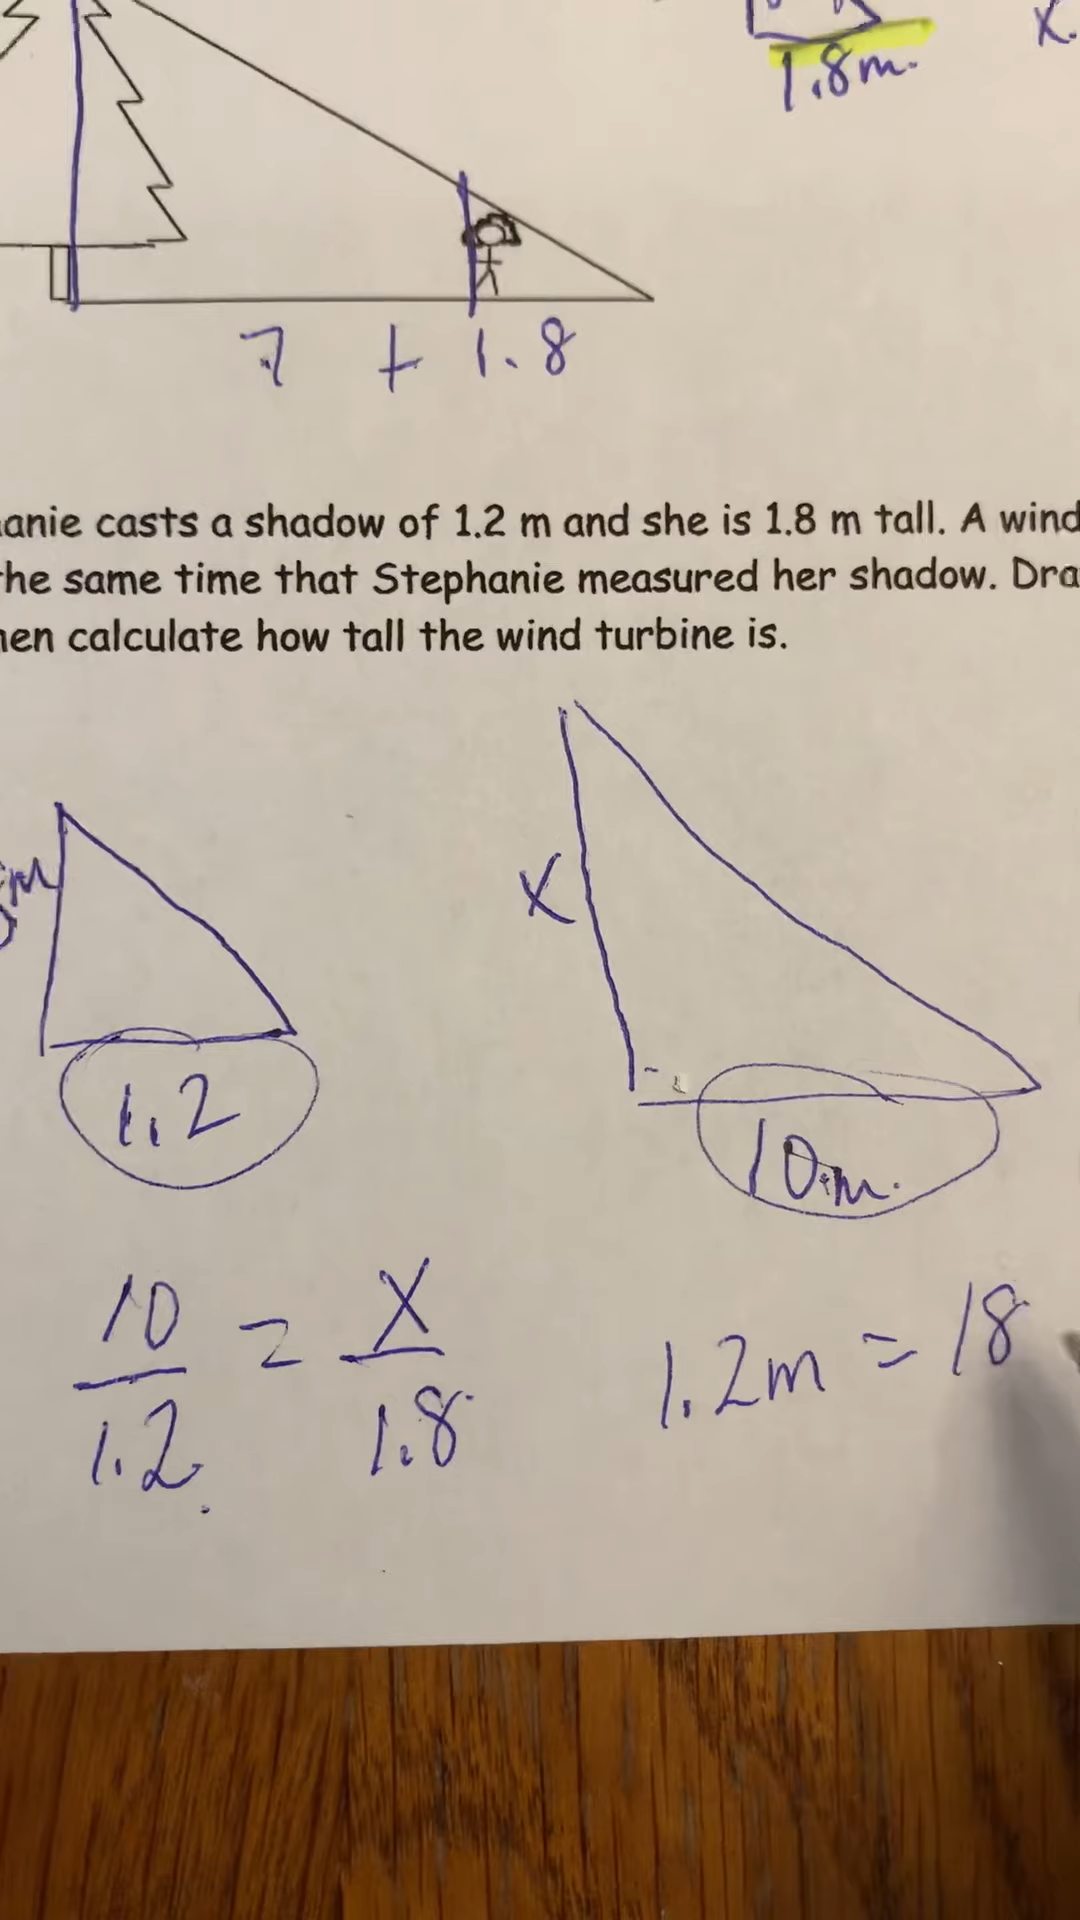 x.
1.8m.
7 + 1.8
anie casts a shadow of 1.2 m and she is 1.8 m tall. A wind
he same time that Stephanie measured her shadow. Dra
en calculate how tall the wind turbine is.
m
x
1.2
10m.
10 = x
1.2 1.8
1.2m = 18